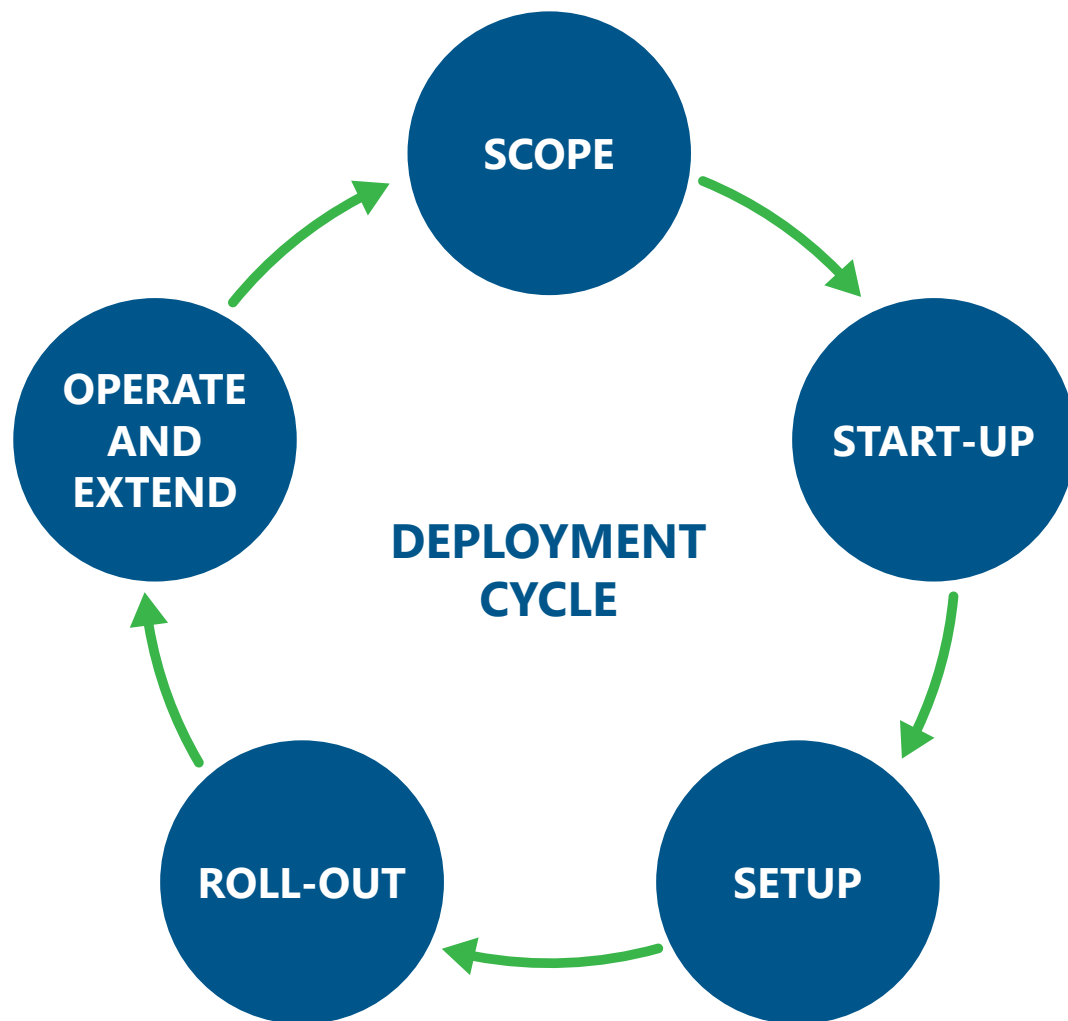 SCOPE
START-UP
SETUP
ROLL-OUT
OPERATE
AND
EXTEND
DEPLOYMENT
CYCLE